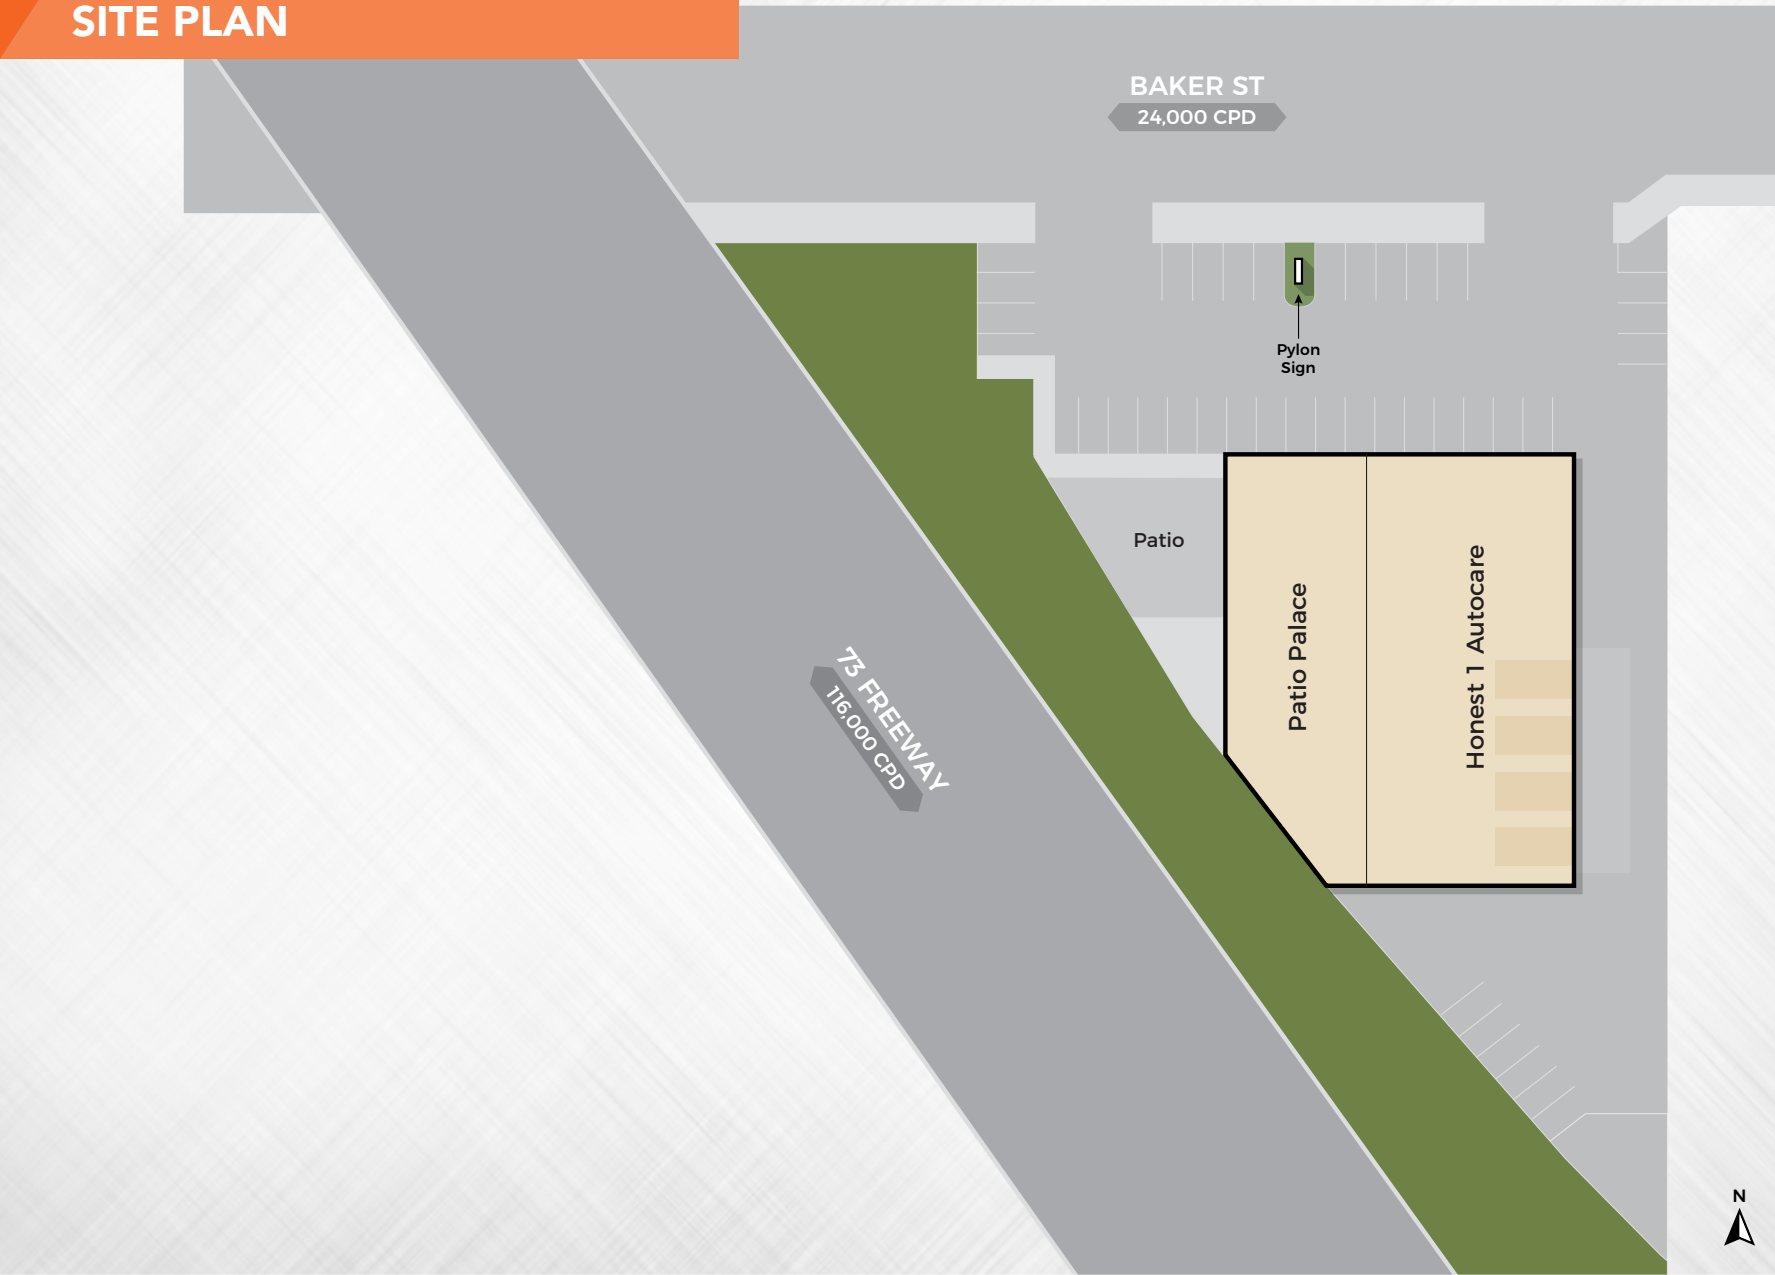 SITE PLAN
BAKER ST
24,000 CPD
Pylon
Sign
Patio
Patio Palace
Honest 1 Autocare
73 FREEWAY
116,000 CPD
N